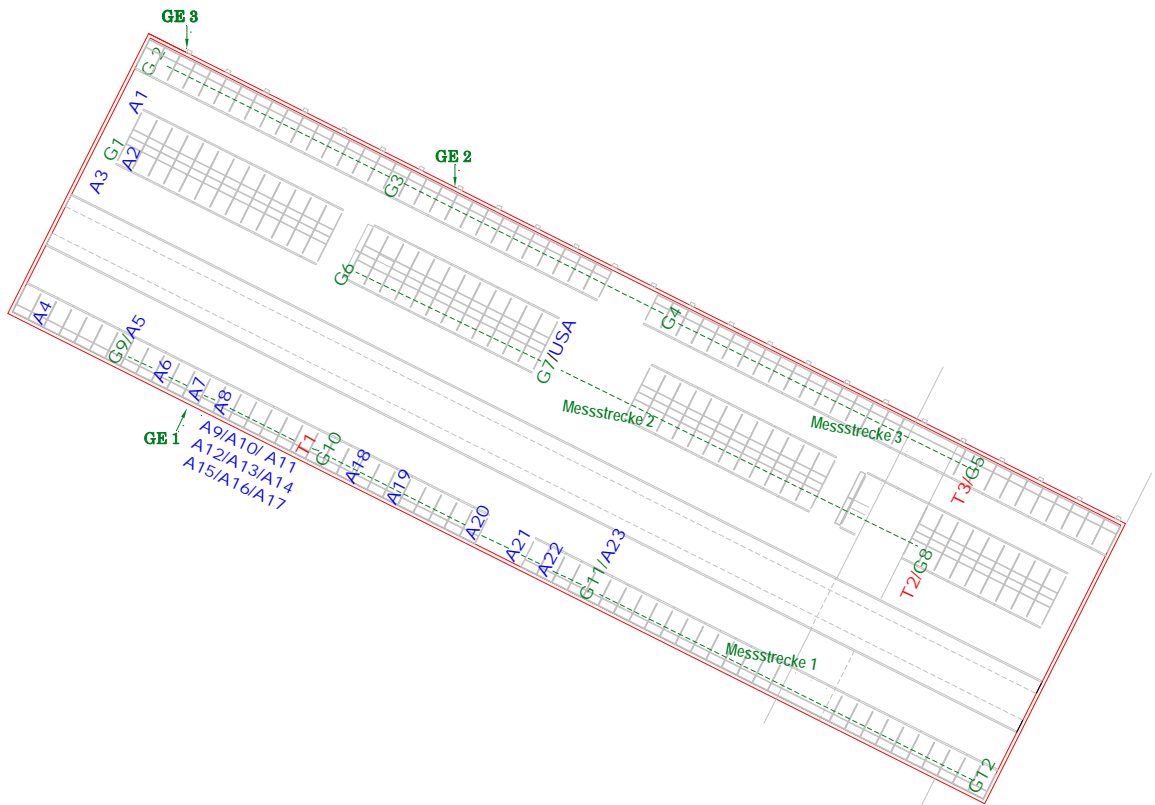 GE 3
G 2
A1
G1
A2
A3
GE 2
G3
G6
G4
A4
G9/A5
A6
A7
A8
G7/USA
Messstrecke 2
Messstrecke 3
GE 1
A9/A10/ A11
A12/A13/A14
A15/A16/A17
T1
G10
A18
A19
A20
A21
A22
G11/A23
T3/G5
T2/G8
Messstrecke 1
G12